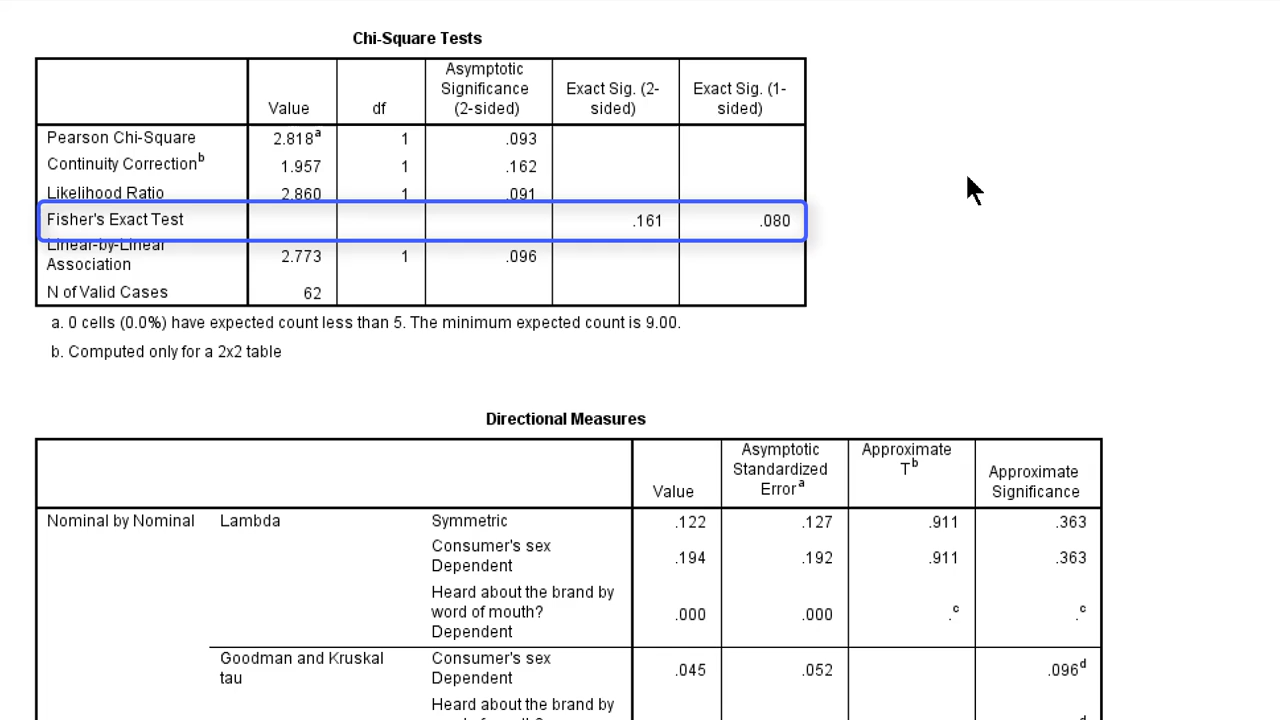 Chi-Square Tests
Value df Asymptotic Significance (2-sided) Exact Sig. (2-sided) Exact Sig. (1-sided)
Pearson Chi-Square 2.818a 1 .093
Continuity Correctionb 1.957 1 .162
Likelihood Ratio 2.860 1 .091
Fisher's Exact Test .161 .080
Linear-by-Linear Association 2.773 1 .096
N of Valid Cases 62
a. 0 cells (0.0%) have expected count less than 5. The minimum expected count is 9.00.
b. Computed only for a 2x2 table
Directional Measures
Value Asymptotic Standardized Errora Approximate Tb Approximate Significance
Nominal by Nominal Lambda Symmetric .122 .127 .911 .363
Consumer's sex Dependent .194 .192 .911 .363
Heard about the brand by word of mouth? Dependent .000 .000 .c .c
Goodman and Kruskal tau Consumer's sex Dependent .045 .052 .096d
Heard about the brand by